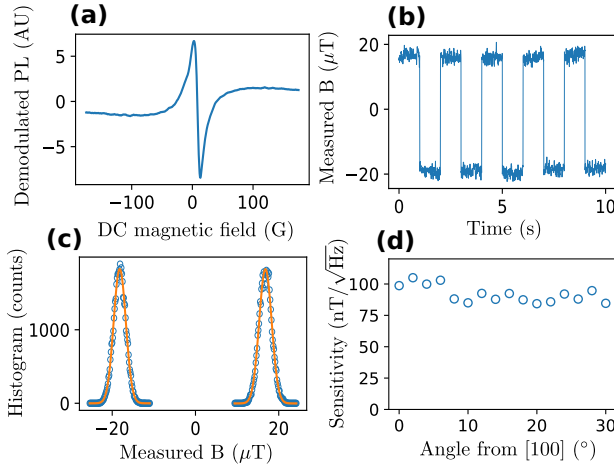 (a)
Demodulated PL (AU)
5
0
−5
−100
0
100
DC magnetic field (G)
(b)
Measured B (μT)
20
0
−20
0
5
10
Time (s)
(c)
Histogram (counts)
1000
0
−20
0
20
Measured B (μT)
(d)
Sensitivity (nT/√Hz)
100
75
50
25
0
0
10
20
30
Angle from [100] (°)